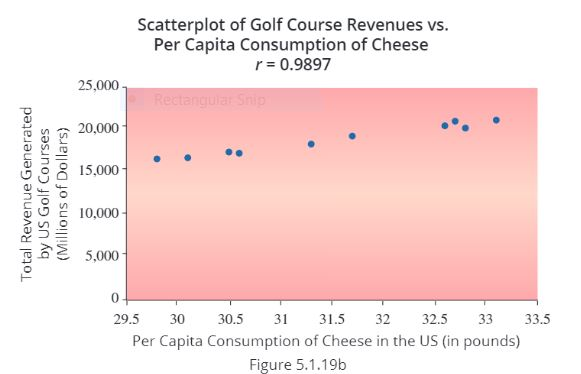 Scatterplot of Golf Course Revenues vs.
Per Capita Consumption of Cheese
r = 0.9897
Total Revenue Generated
by US Golf Courses
(Millions of Dollars)
25,000
Rectangular Snip
20,000
15,000
10,000
5,000
0
29.5 30 30.5 31 31.5 32 32.5 33 33.5
Per Capita Consumption of Cheese in the US (in pounds)
Figure 5.1.19b